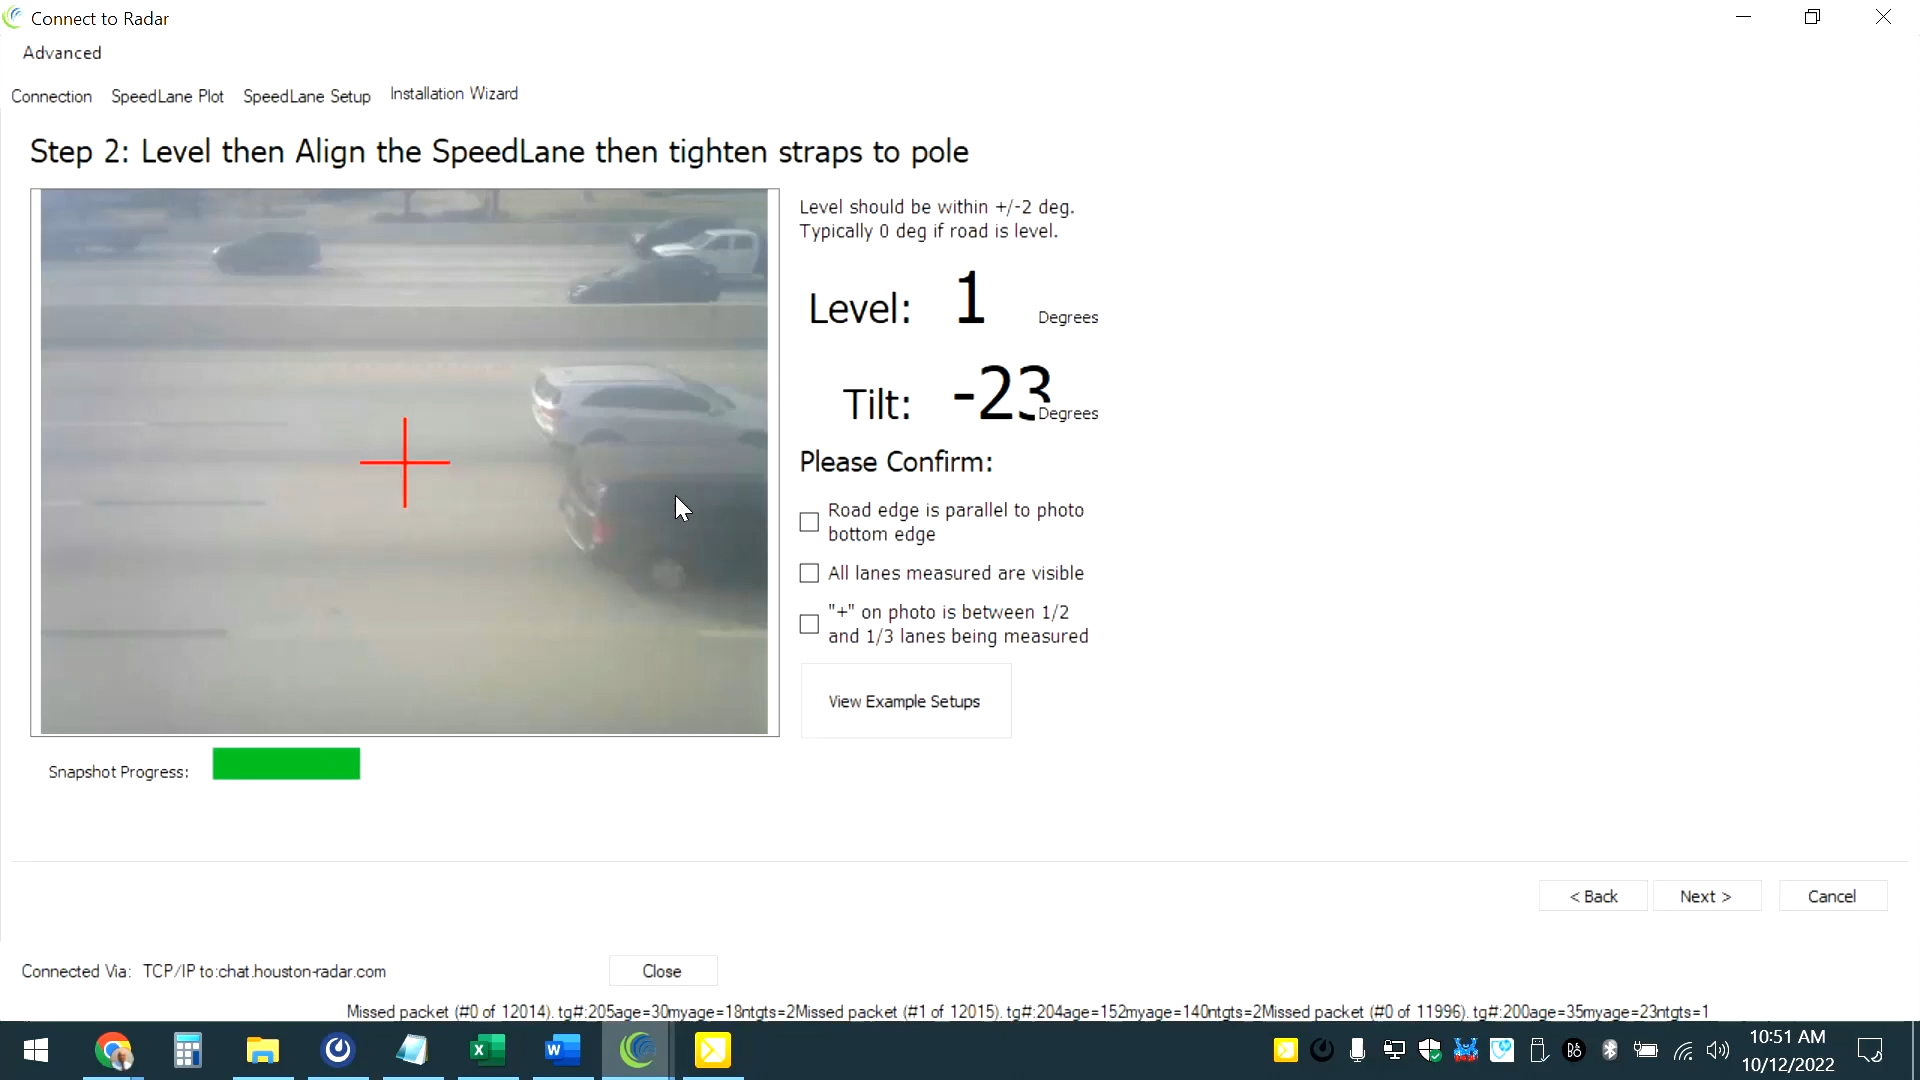 Connect to Radar
Advanced
Connection SpeedLane Plot SpeedLane Setup Installation Wizard
Step 2: Level then Align the SpeedLane then tighten straps to pole
Level should be within +/-2 deg.
Typically 0 deg if road is level.
Level: 1 Degrees
Tilt: -23 Degrees
Please Confirm:
Road edge is parallel to photo
bottom edge
All lanes measured are visible
"+" on photo is between 1/2
and 1/3 lanes being measured
View Example Setups
Snapshot Progress:
< Back Next > Cancel
Connected Via: TCP/IP to:chat.houston-radar.com Close
Missed packet (#0 of 12014). tg#:205age=30myage=18ntgts=2Missed packet (#1 of 12015). tg#:204age=152myage=140ntgts=2Missed packet (#0 of 11996). tg#:200age=35myage=23ntgts=1
10:51 AM
10/12/2022